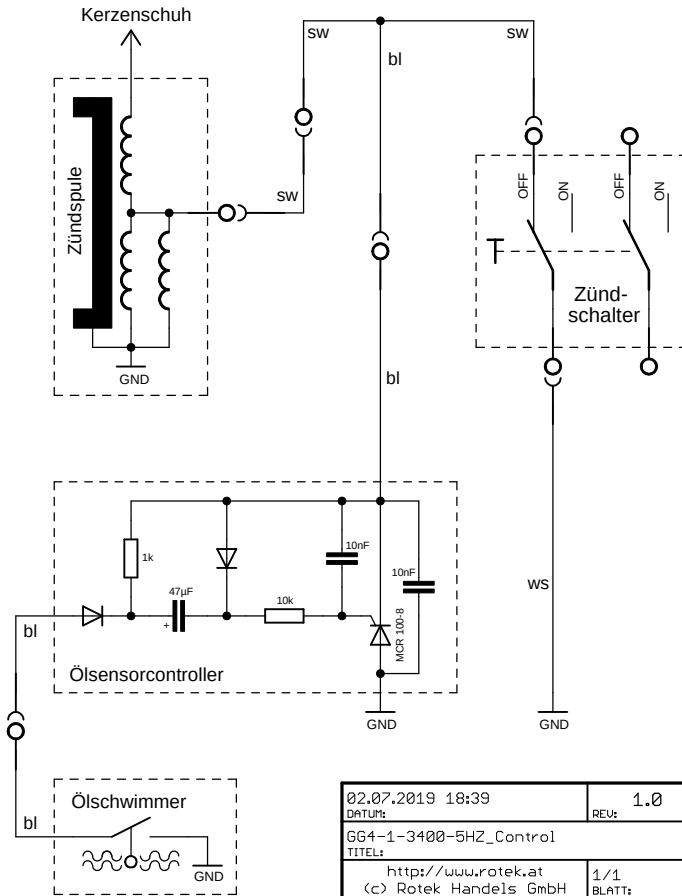 Kerzenschuh
sw
sw
bl
Zündspule
sw
OFF
ON
OFF
ON
Zünd-
schalter
GND
bl
1k
47µF
+
10k
10nF
10nF
MCR 100-8
bl
Ölsensorcontroller
ws
GND
GND
Ölschwimmer
bl
GND
02.07.2019 18:39
DATUM:
REV: 1.0
GG4-1-3400-5HZ_Control
TITEL:
http://www.rotek.at
(c) Rotek Handels GmbH
1/1
BLATT: